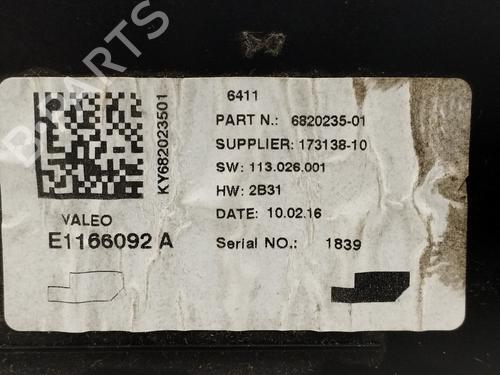 B-PARTS
6411
PART N.: 6820235-01
SUPPLIER: 173138-10
SW: 113.026.001
HW: 2B31
DATE: 10.02.16
Serial NO.: 1839
KY682023501
VALEO
E1166092 A